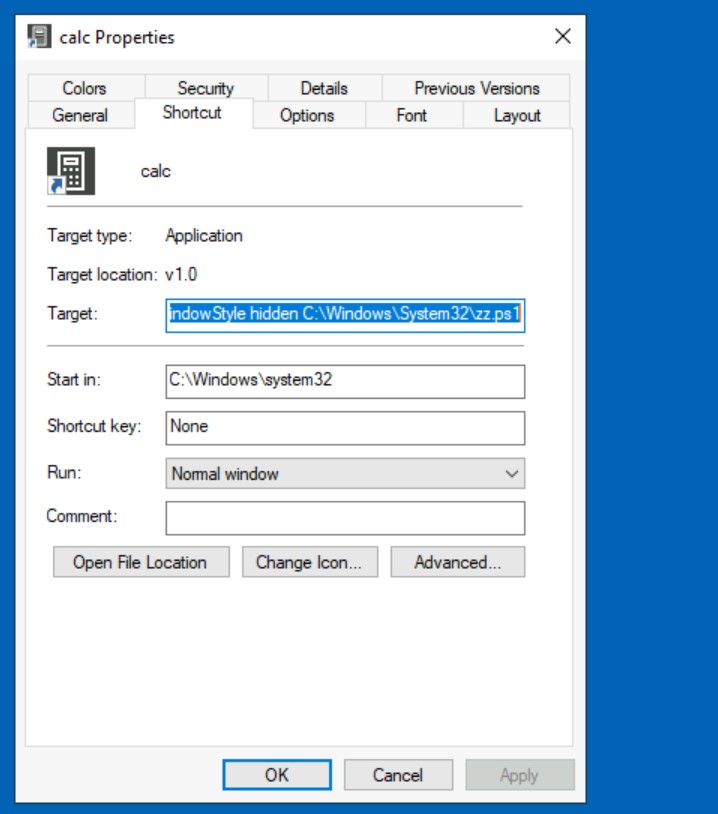 calc Properties
Colors Security Details Previous Versions
General Shortcut Options Font Layout
calc
Target type: Application
Target location: v1.0
Target: indowStyle hidden C:\Windows\System32\zz.ps1
Start in: C:\Windows\system32
Shortcut key: None
Run: Normal window
Comment:
Open File Location Change Icon... Advanced...
OK Cancel Apply